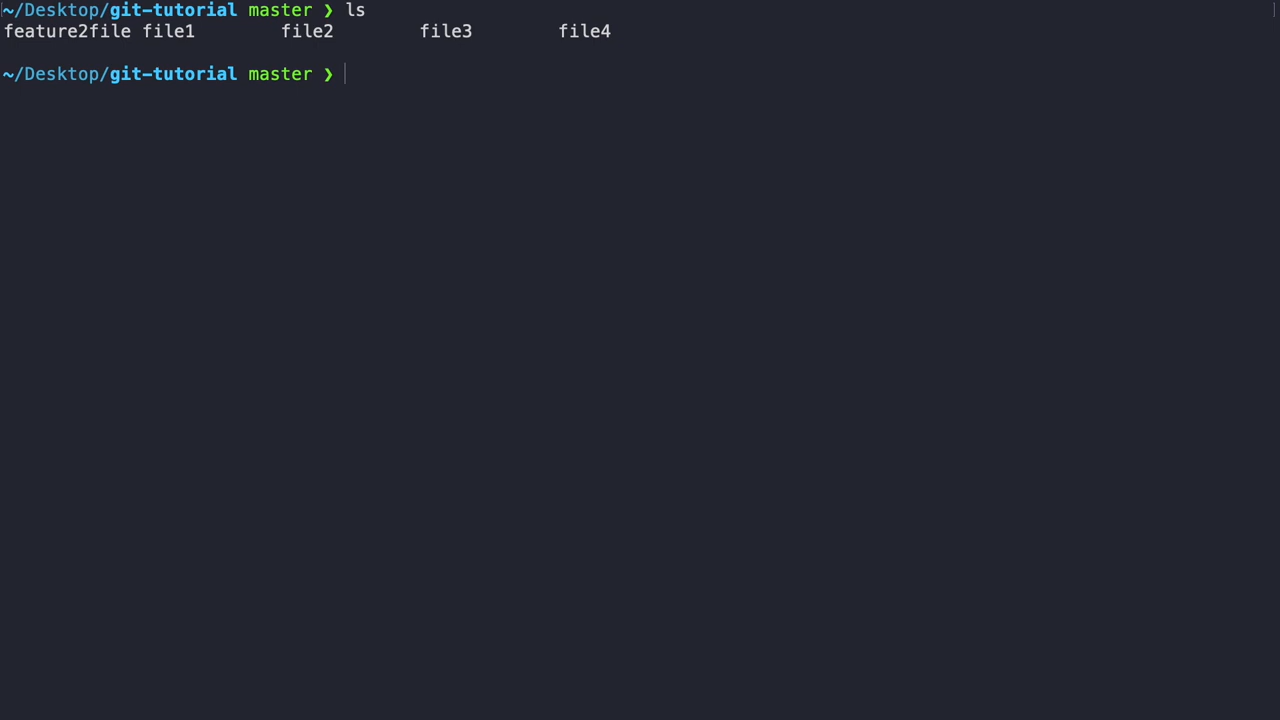 ~/Desktop/git-tutorial master ❯ ls
feature2file file1        file2        file3        file4
~/Desktop/git-tutorial master ❯